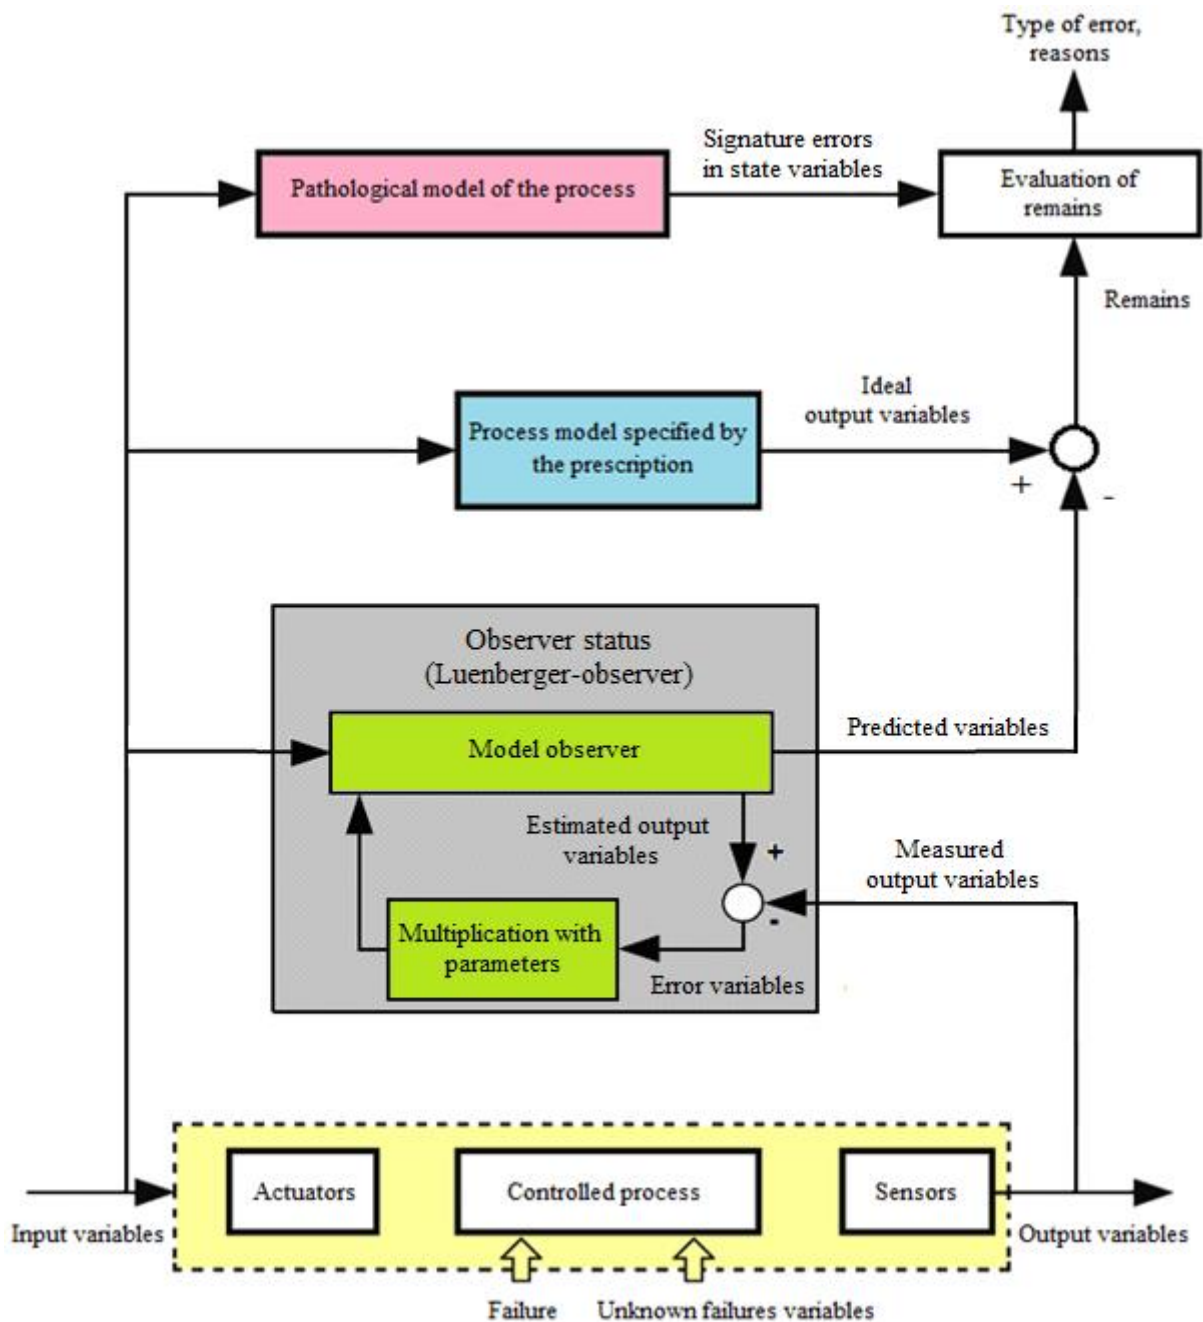 Type of error,
reasons
Signature errors
in state variables
Pathological model of the process
Evaluation of
remains
Remains
Ideal
output variables
Process model specified by
the prescription
+
-
Observer status
(Luenberger-observer)
Model observer
Predicted variables
Estimated output
variables
+
Measured
output variables
-
Multiplication with
parameters
Error variables
Actuators
Controlled process
Sensors
Input variables
Output variables
Failure
Unknown failures variables